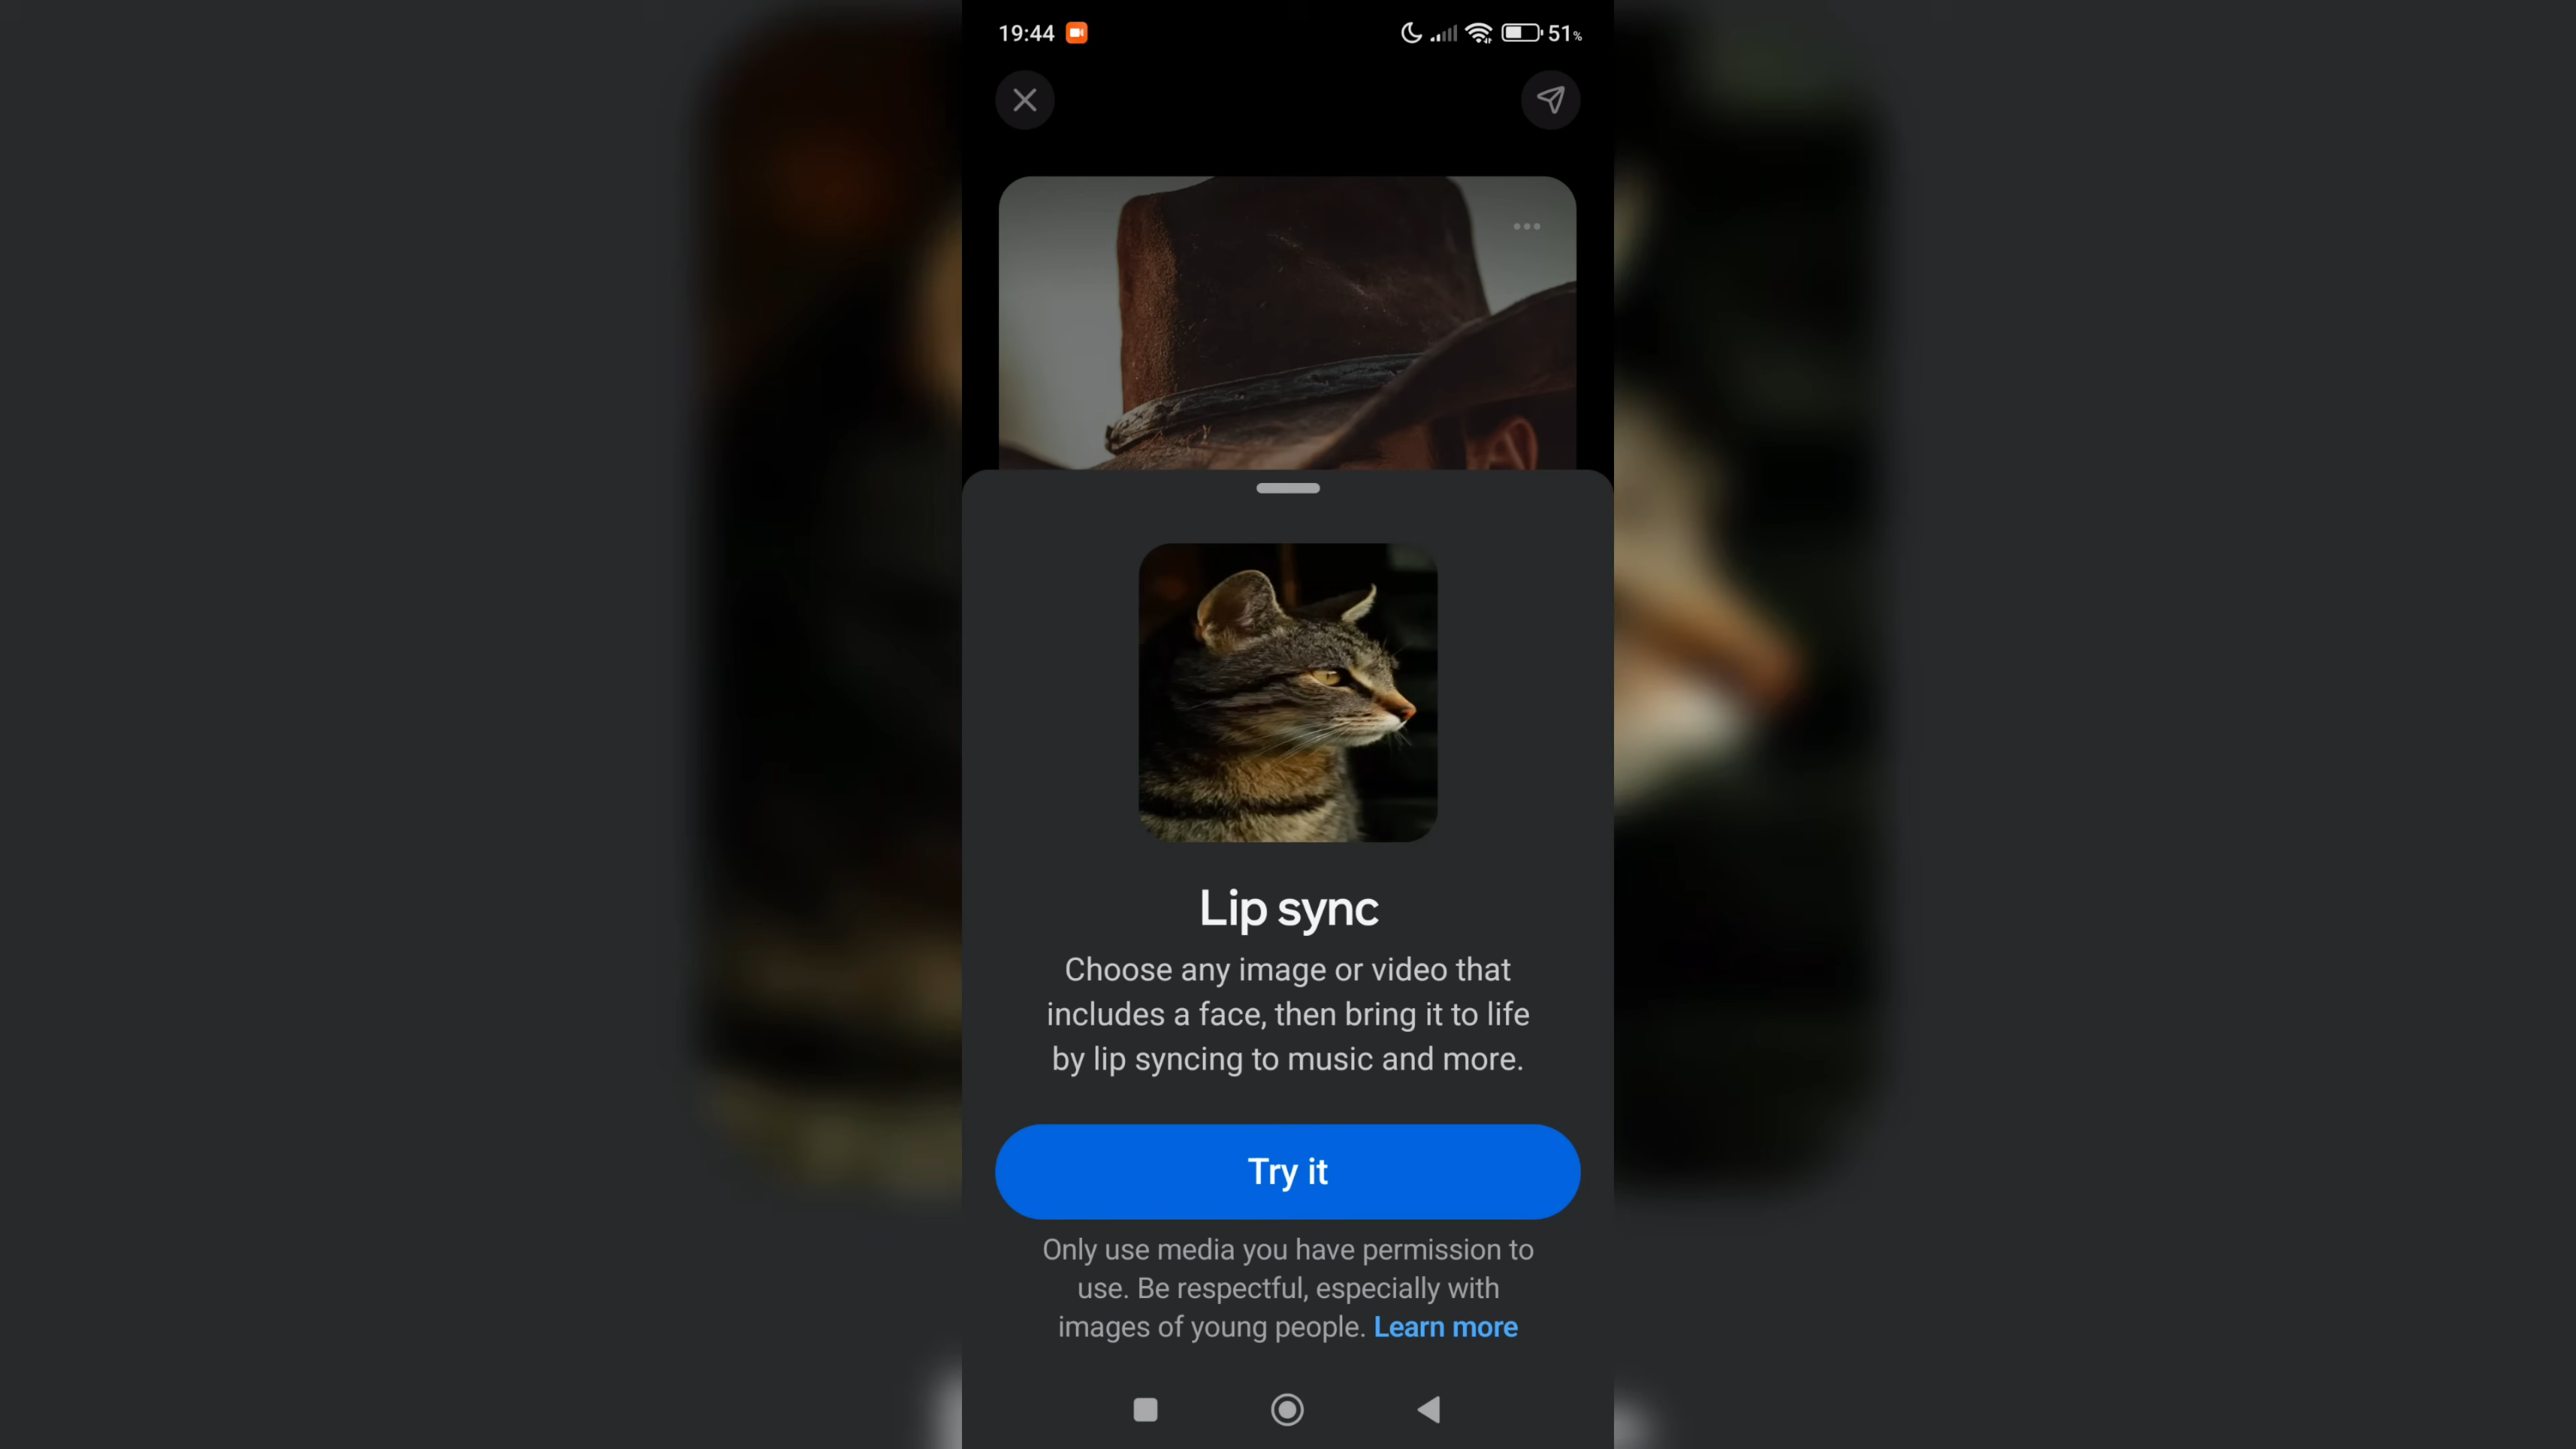 19:44
51%
Lip sync
Choose any image or video that
includes a face, then bring it to life
by lip syncing to music and more.
Try it
Only use media you have permission to
use. Be respectful, especially with
images of young people. Learn more